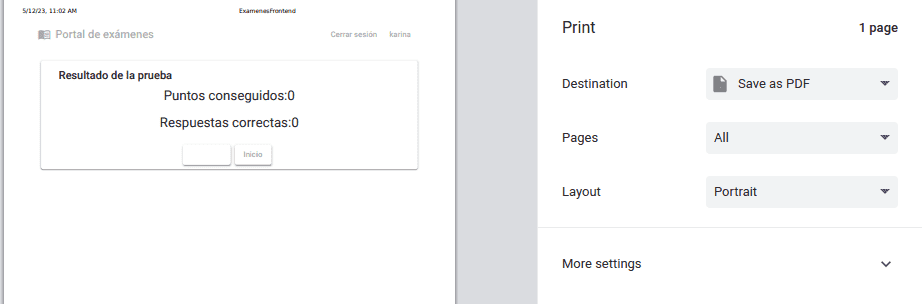 5/12/23, 11:02 AM
ExamenesFrontend
Portal de exámenes
Cerrar sesión
karina
Resultado de la prueba
Puntos conseguidos:0
Respuestas correctas:0
Inicio
Print
1 page
Destination
Save as PDF
Pages
All
Layout
Portrait
More settings